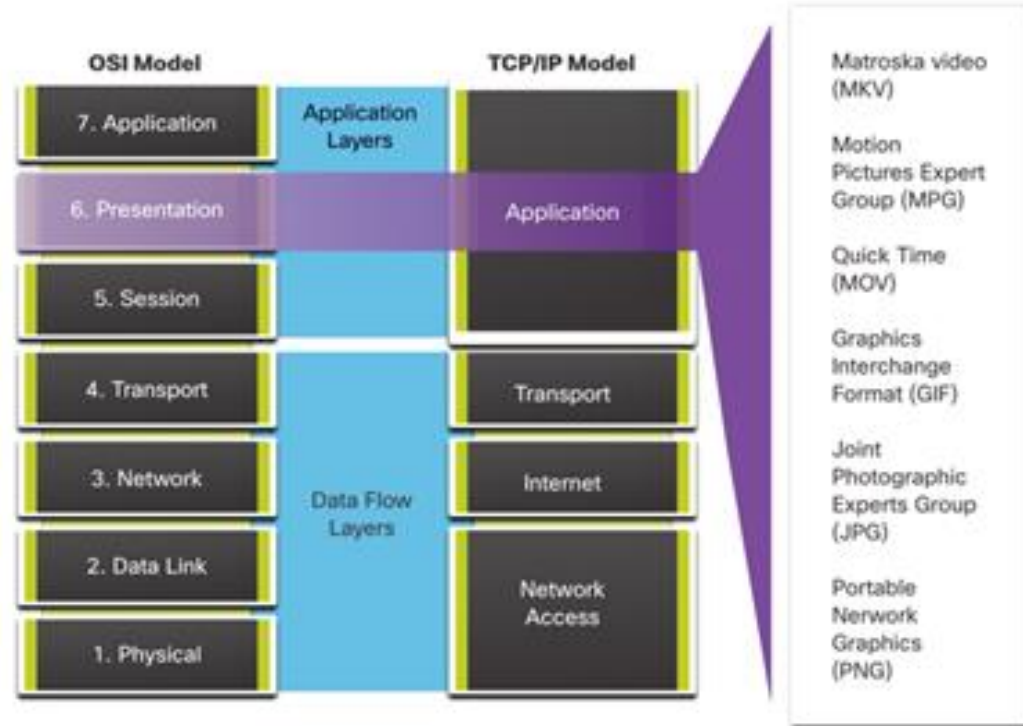 OSI Model
7. Application
6. Presentation
5. Session
4. Transport
3. Network
2. Data Link
1. Physical
Application
Layers
Data Flow
Layers
TCP/IP Model
Application
Transport
Internet
Network
Access
Matroska video
(MKV)
Motion
Pictures Expert
Group (MPG)
Quick Time
(MOV)
Graphics
Interchange
Format (GIF)
Joint
Photographic
Experts Group
(JPG)
Portable
Nerwork
Graphics
(PNG)